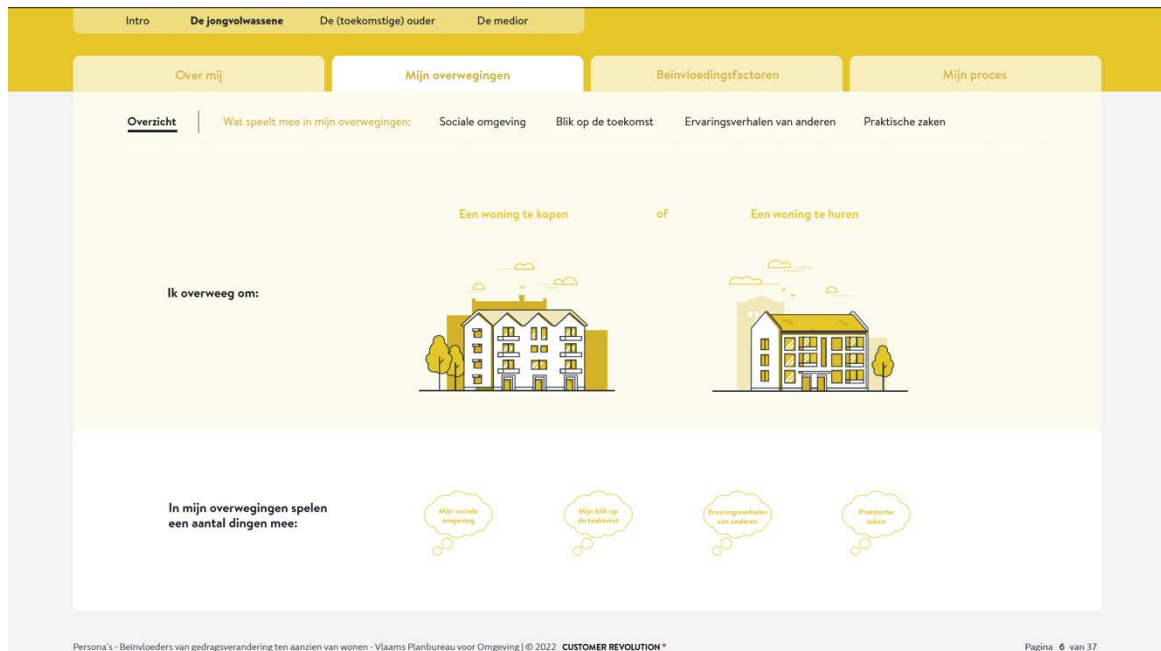 Intro De jongvolwassene De (toekomstige) ouder De medior
Over mij Mijn overwegingen Beïnvloedingsfactoren Mijn proces
Overzicht Wat speelt mee in mijn overwegingen: Sociale omgeving Blik op de toekomst Ervaringsverhalen van anderen Praktische zaken
Een woning te kopen of Een woning te huren
Ik overweeg om:
In mijn overwegingen spelen
een aantal dingen mee:
Mijn sociale
omgeving
Mijn blik op
de toekomst
Ervaringsverhalen
van anderen
Praktische
zaken
Persona's - Beïnvloeders van gedragsverandering ten aanzien van wonen - Vlaams Planbureau voor Omgeving | © 2022 CUSTOMER REVOLUTION * Pagina 6 van 37